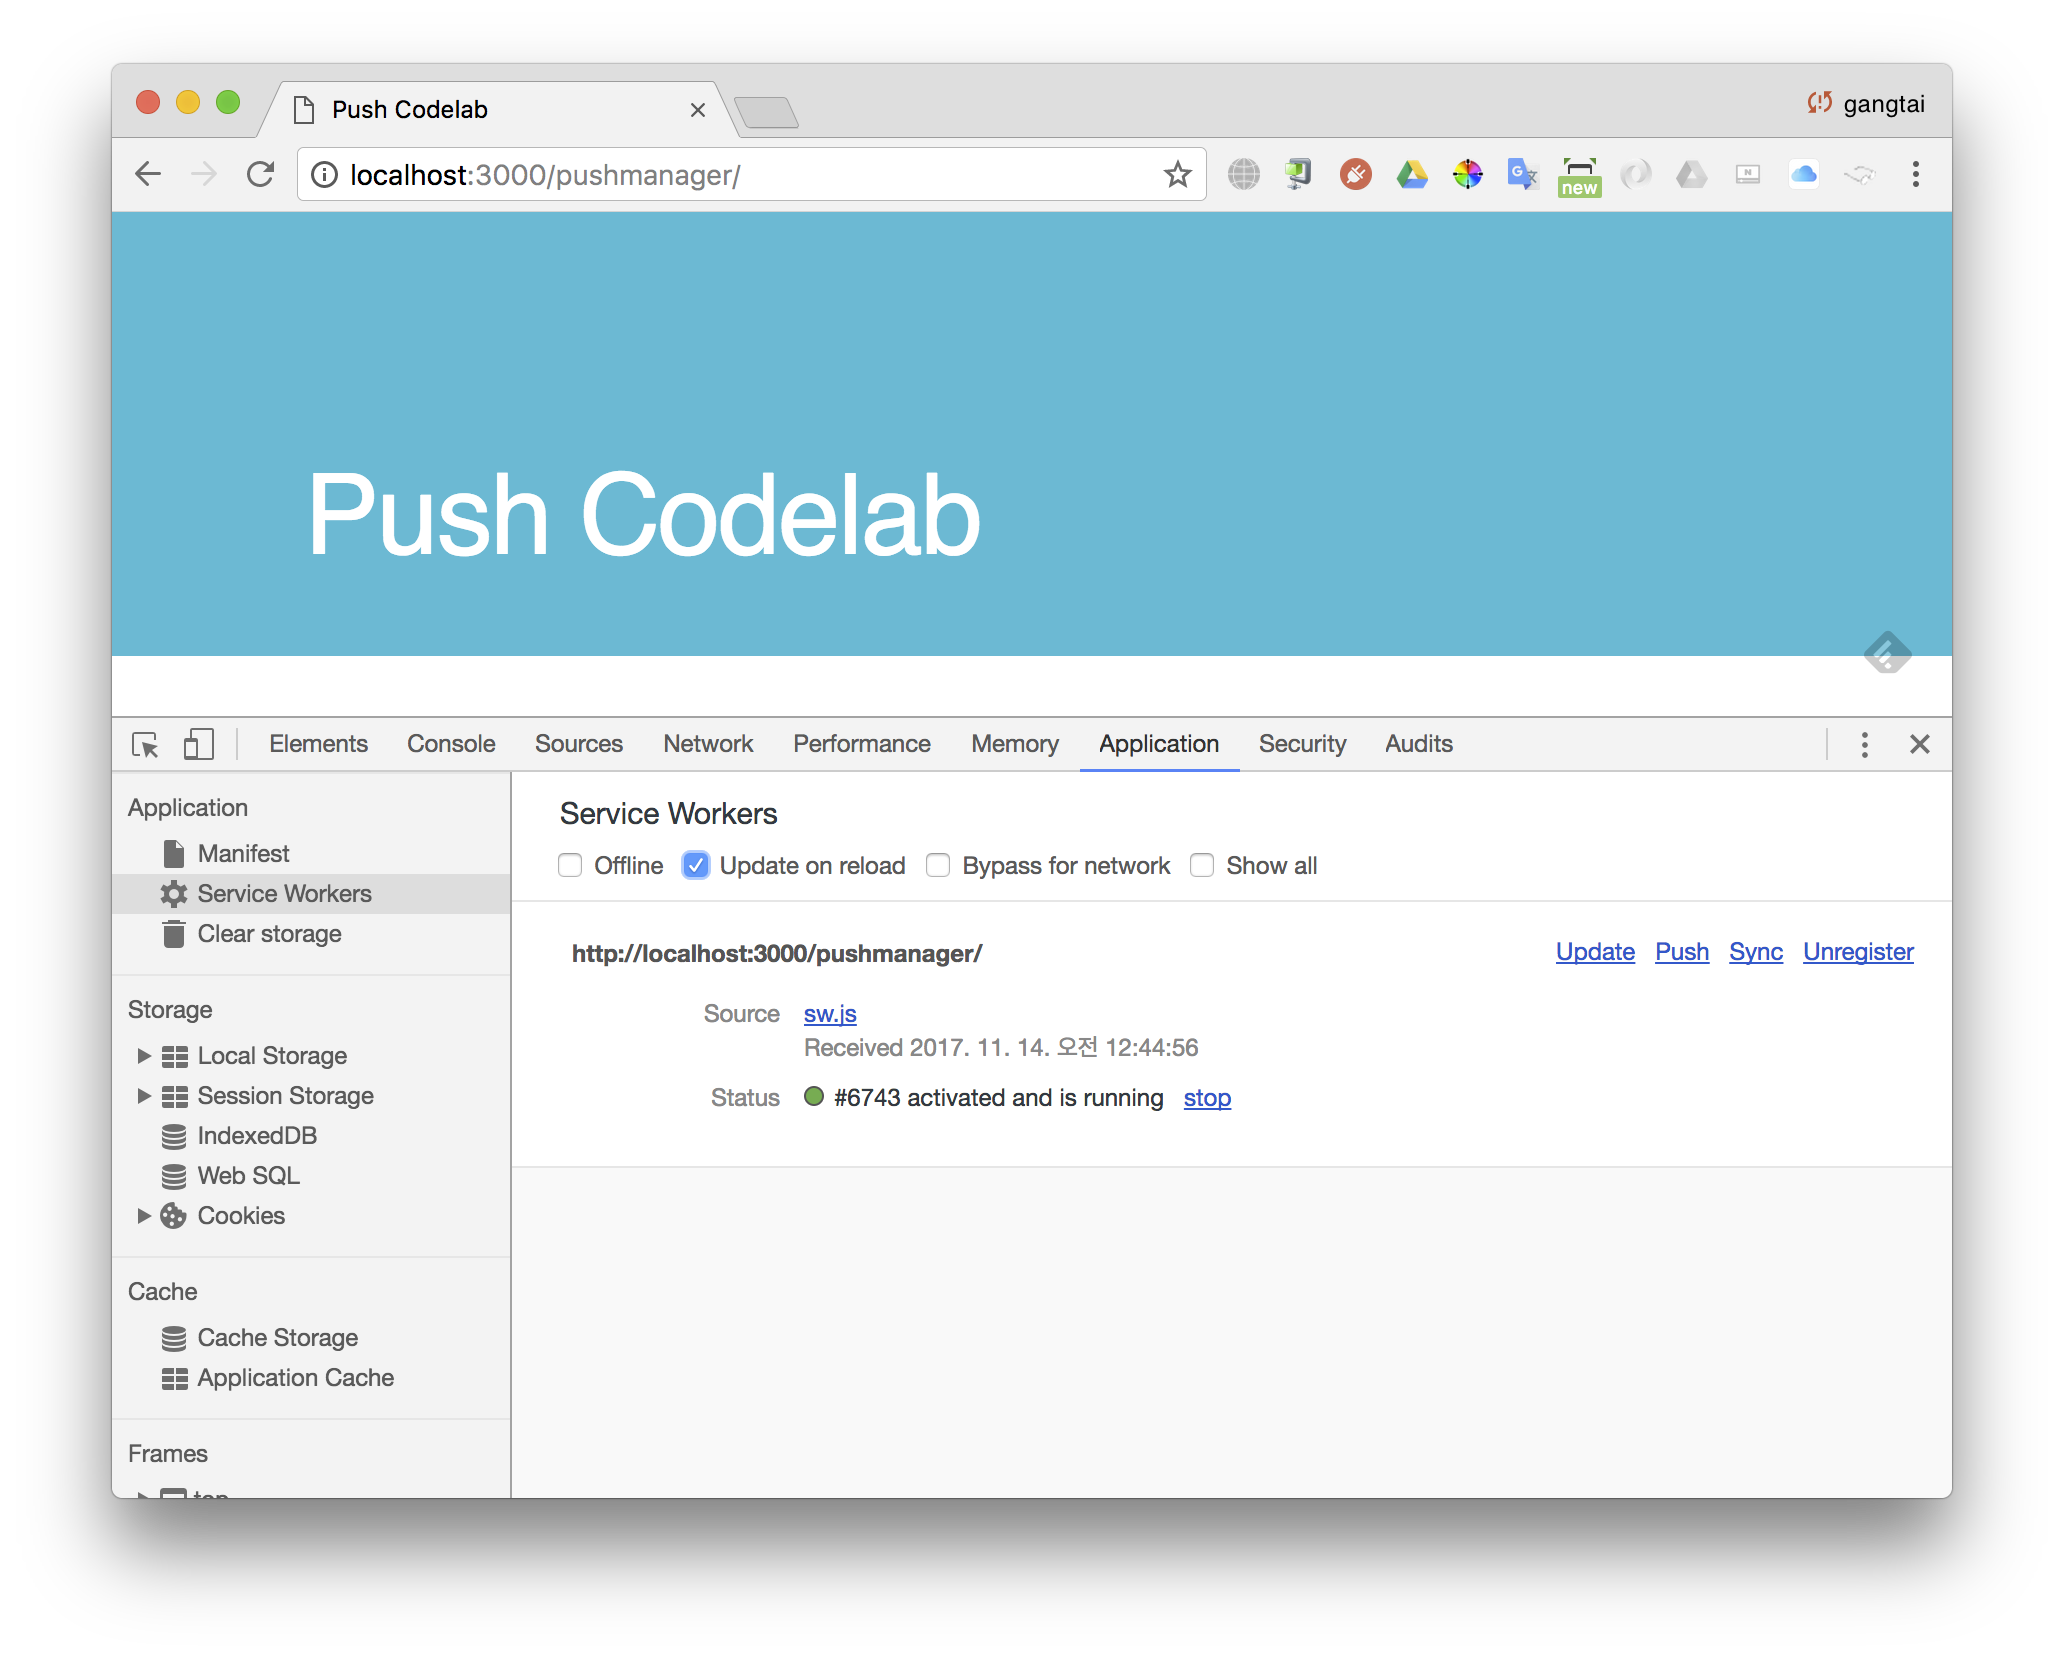 Push Codelab
gangtai
localhost:3000/pushmanager/
new
Push Codelab
Elements Console Sources Network Performance Memory Application Security Audits
Application
Manifest
Service Workers
Clear storage
Storage
Local Storage
Session Storage
IndexedDB
Web SQL
Cookies
Cache
Cache Storage
Application Cache
Frames
top
Service Workers
Offline Update on reload Bypass for network Show all
http://localhost:3000/pushmanager/ Update Push Sync Unregister
Source sw.js
Received 2017. 11. 14. 오전 12:44:56
Status #6743 activated and is running stop